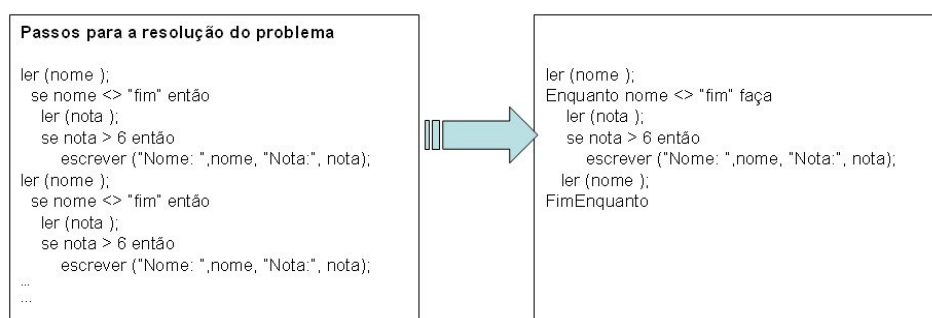 Passos para a resolução do problema
ler (nome );
se nome <> "fim" então
ler (nota );
se nota > 6 então
escrever ("Nome: ",nome, "Nota:", nota);
ler (nome );
se nome <> "fim" então
ler (nota );
se nota > 6 então
escrever ("Nome: ",nome, "Nota:", nota);
...
...
ler (nome );
Enquanto nome <> "fim" faça
ler (nota );
se nota > 6 então
escrever ("Nome: ",nome, "Nota:", nota);
ler (nome );
FimEnquanto